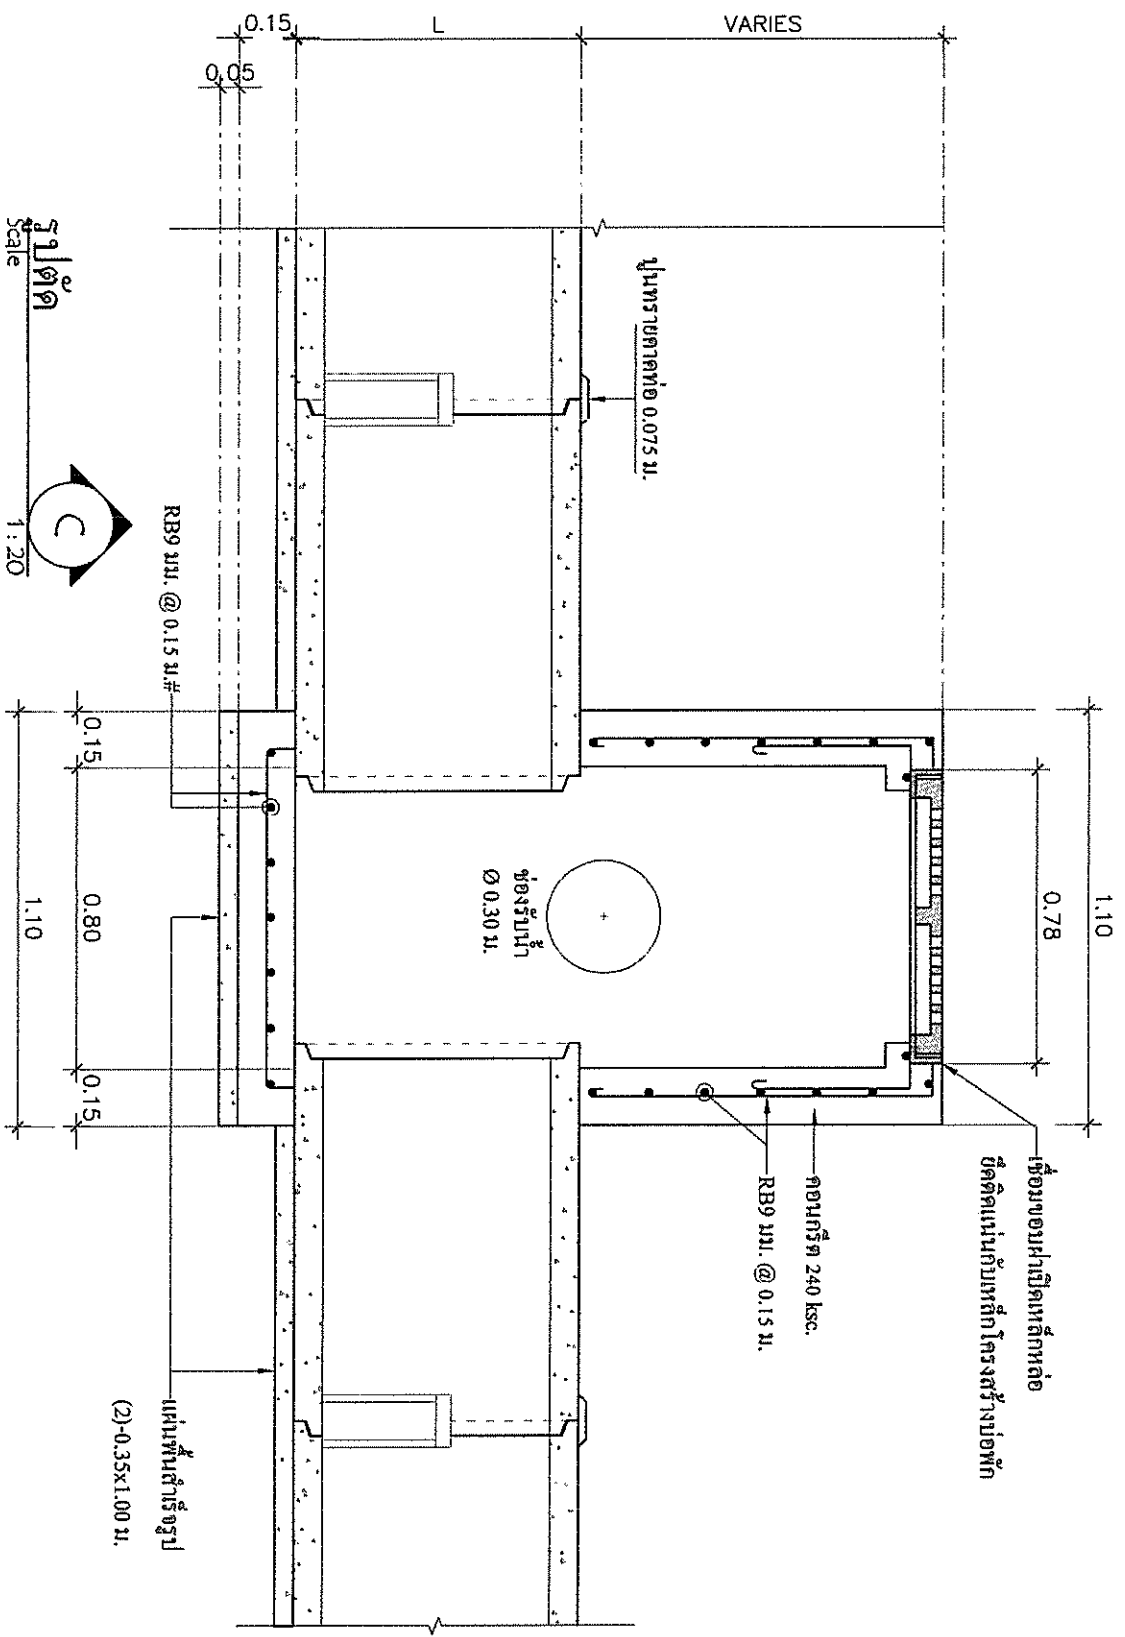 1.10
0.78
เชื่อมขอบฝาเปิดเหล็กหล่อ
ยึดติดแน่นกับเหล็กโครงสร้างบ่อพัก
คอนกรีต 240 ksc.
RB9 มม. @ 0.15 ม.
VARIES
L
0.15
0.05
ปูนทรายคาดท่อ 0.075 ม.
ช่องรับน้ำ
Ø 0.30 ม.
RB9 มม. @ 0.15 ม.#
แผ่นพื้นสำเร็จรูป
(2)-0.35x1.00 ม.
0.15
0.80
0.15
1.10
รูปตัด
C
Scale
1 : 20